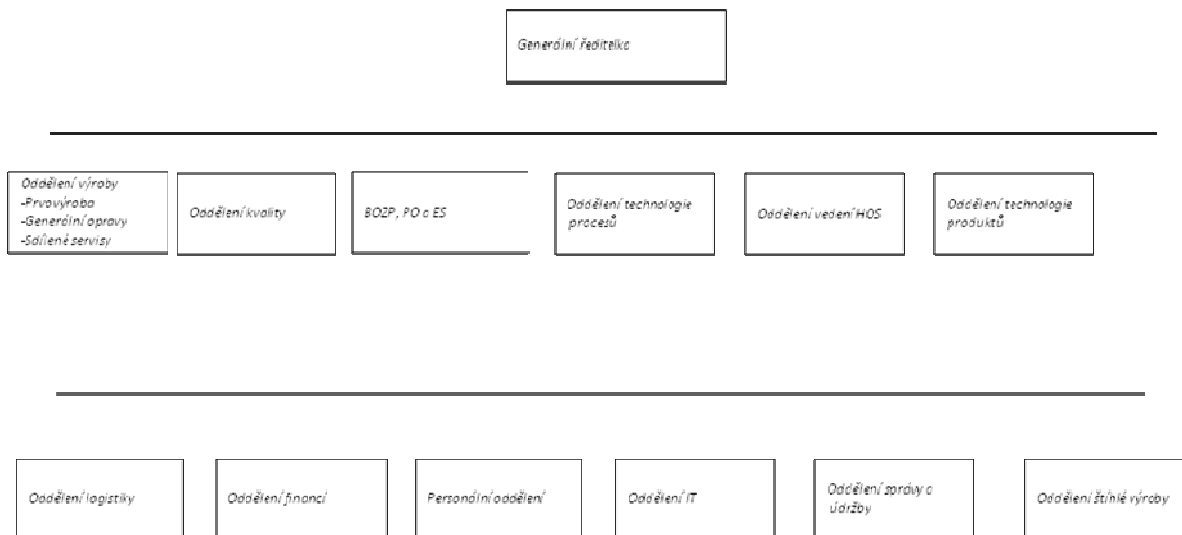 Generální ředitelka
Oddělení výroby
-Prvovýroba
-Generální opravy
-Sdílené servisy
Oddělení kvality
BOZP, PO a ES
Oddělení technologie
procesů
Oddělení vedení HOS
Oddělení technologie
produktů
Oddělení logistiky
Oddělení financí
Personální oddělení
Oddělení IT
Oddělení správy a
údržby
Oddělení štíhlé výroby